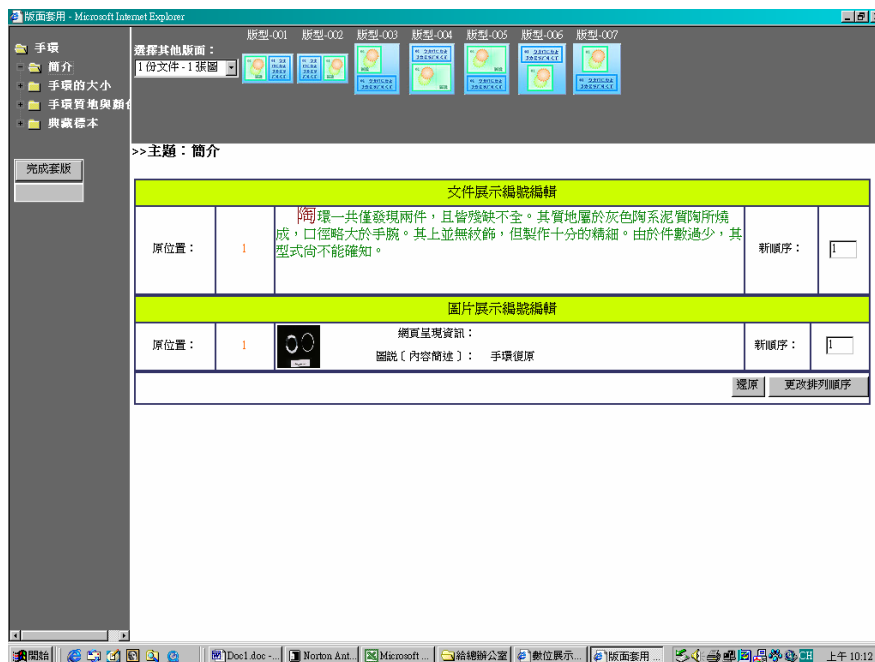 版面套用 - Microsoft Internet Explorer
手環
簡介
手環的大小
手環質地與顏色
典藏標本
完成套版
選擇其他版面：
1份文件-1張圖
版型-001 版型-002 版型-003 版型-004 版型-005 版型-006 版型-007
>>主題：簡介
文件展示編號編輯
原位置： 1
陶環一共僅發現兩件，且皆殘缺不全。其質地屬於灰色陶系泥質陶所燒
成，口徑略大於手腕。其上並無紋飾，但製作十分的精細。由於件數過少，其
型式尚不能確知。
新順序： 1
圖片展示編號編輯
原位置： 1
網頁呈現資訊：
圖說〔內容簡述〕： 手環復原
新順序： 1
還原 更改排列順序
開始 Doc1.doc -... Norton Ant... Microsoft ... 給總辦公室 數位展示... 版面套用 ... CH 上午 10:12